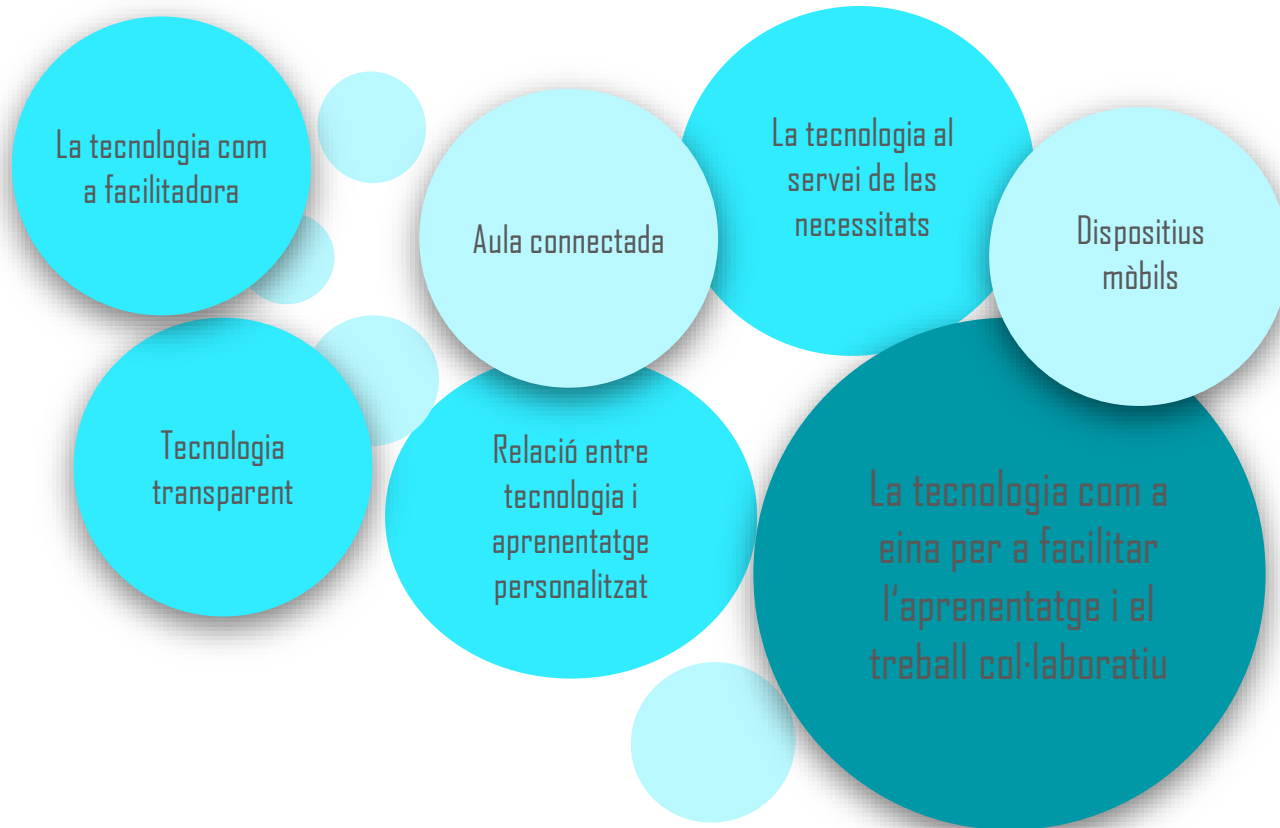 La tecnologia com
a facilitadora
Aula connectada
La tecnologia al
servei de les
necessitats
Dispositius
mòbils
Tecnologia
transparent
Relació entre
tecnologia i
aprenentatge
personalitzat
La tecnologia com a
eina per a facilitar
l’aprenentatge i el
treball col·laboratiu